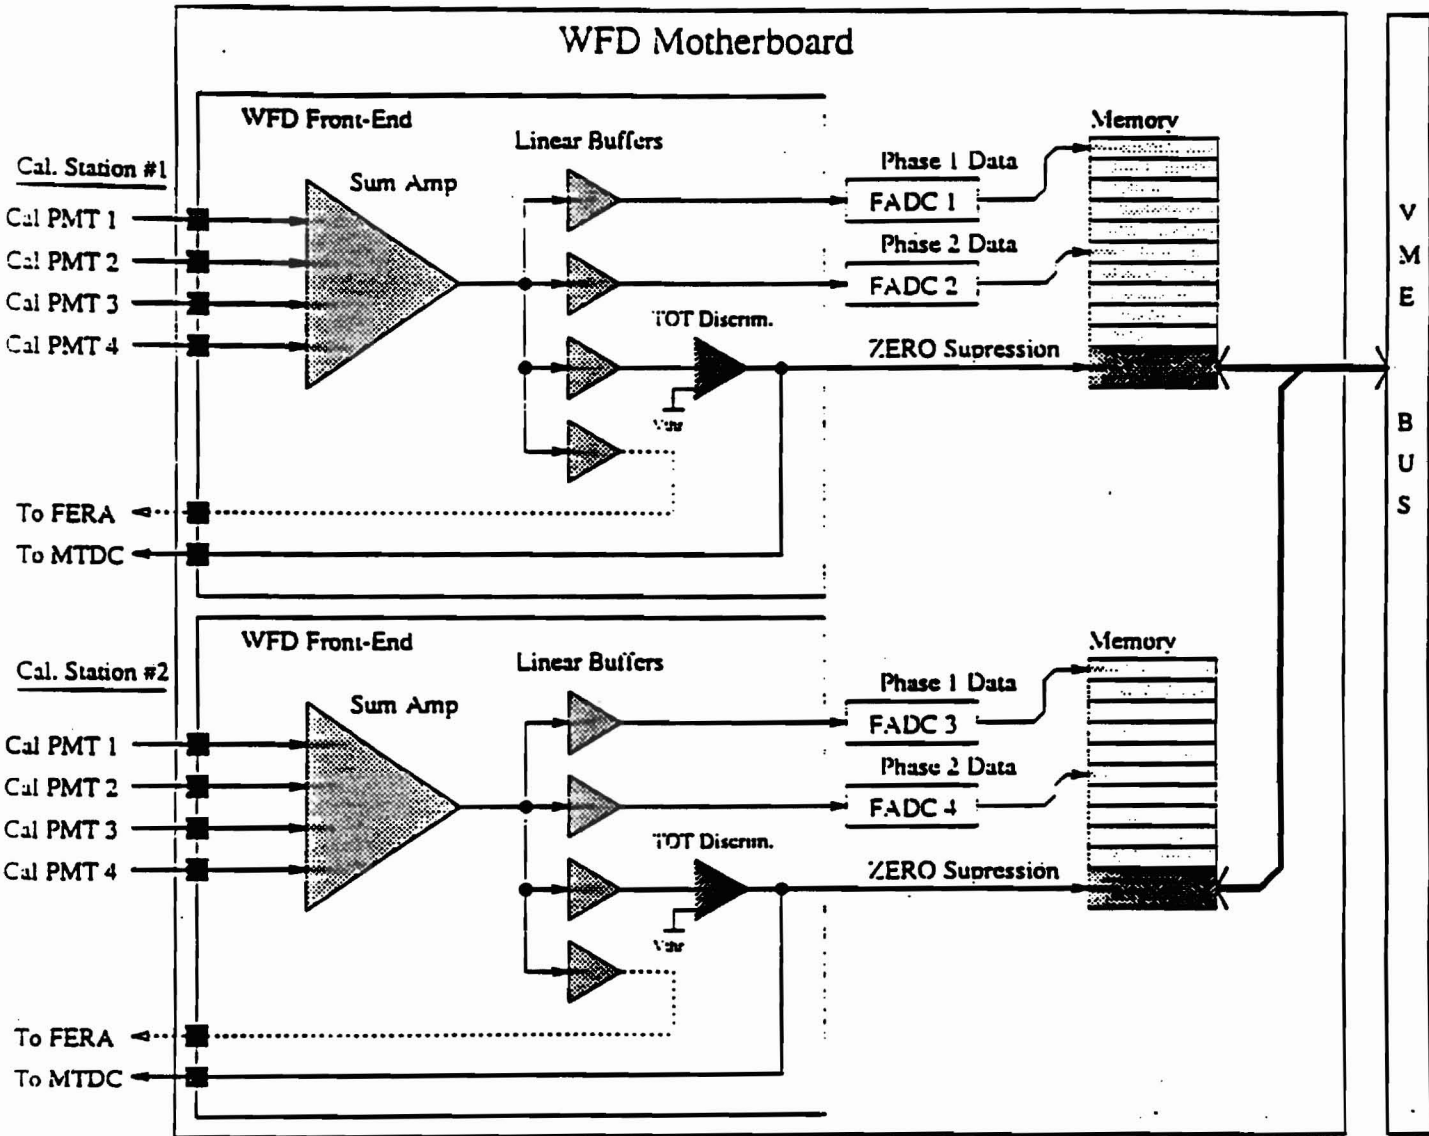 WFD Motherboard
WFD Front-End
Linear Buffers
Memory
Cal. Station #1
Sum Amp
Phase 1 Data
FADC 1
Cal PMT 1
Cal PMT 2
Cal PMT 3
Cal PMT 4
Phase 2 Data
FADC 2
TOT Discrim.
ZERO Supression
Vthr
To FERA
To MTDC
V
M
E
B
U
S
WFD Front-End
Linear Buffers
Memory
Cal. Station #2
Sum Amp
Phase 1 Data
FADC 3
Cal PMT 1
Cal PMT 2
Cal PMT 3
Cal PMT 4
Phase 2 Data
FADC 4
TOT Discrim.
ZERO Supression
Vthr
To FERA
To MTDC